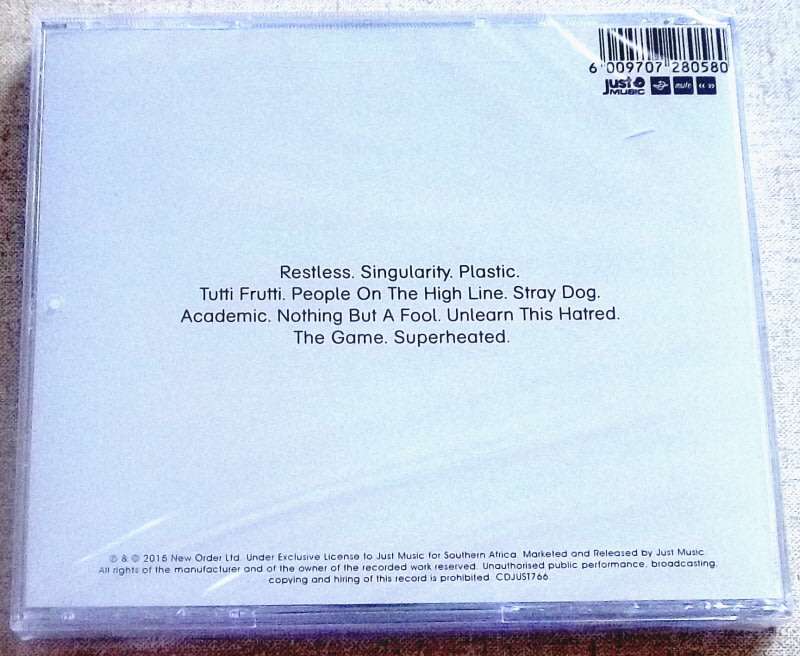 6 009707 280580
just MUSIC mute « »
Restless. Singularity. Plastic.
Tutti Frutti. People On The High Line. Stray Dog.
Academic. Nothing But A Fool. Unlearn This Hatred.
The Game. Superheated.
℗ & © 2015 New Order Ltd. Under Exclusive License to Just Music for Southern Africa. Marketed and Released by Just Music.
All rights of the manufacturer and of the owner of the recorded work reserved. Unauthorised public performance, broadcasting,
copying and hiring of this record is prohibited. CDJUST766